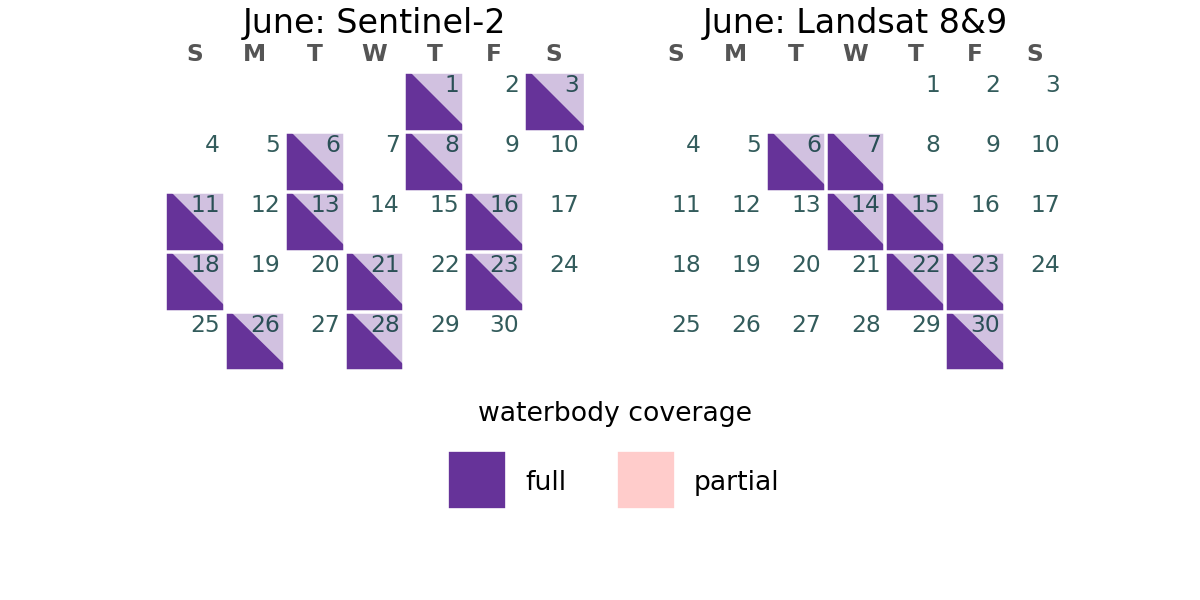 June: Sentinel-2
S M T W T F S
1 2 3
4 5 6 7 8 9 10
11 12 13 14 15 16 17
18 19 20 21 22 23 24
25 26 27 28 29 30
June: Landsat 8&9
S M T W T F S
1 2 3
4 5 6 7 8 9 10
11 12 13 14 15 16 17
18 19 20 21 22 23 24
25 26 27 28 29 30
waterbody coverage
full partial